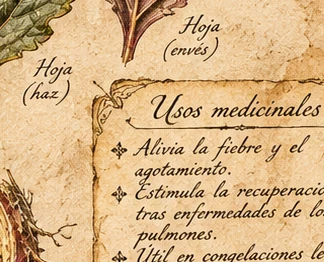 Hoja
(envés)
Hoja
(haz)
Usos medicinales
Alivia la fiebre y el
agotamiento.
Estimula la recuperació
tras enfermedades de lo
pulmones.
Útil en congelaciones le